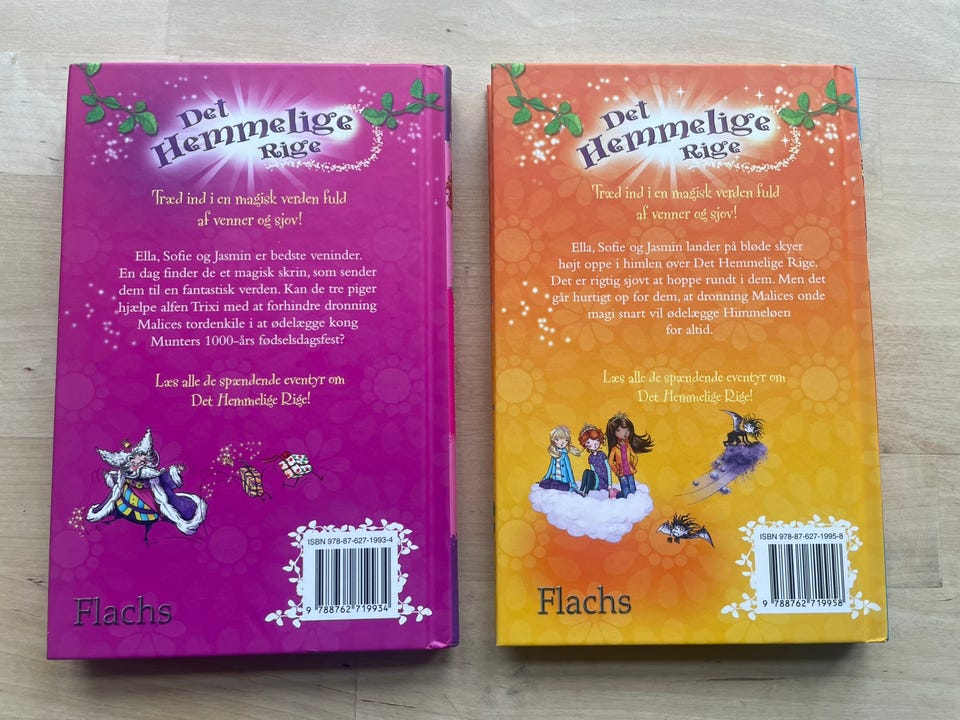 Det
Hemmelige
Rige
Træd ind i en magisk verden fuld
af venner og sjov!
Ella, Sofie og Jasmin er bedste veninder.
En dag finder de et magisk skrin, som sender
dem til en fantastisk verden. Kan de tre piger
hjælpe alfen Trixi med at forhindre dronning
Malices tordenkile i at ødelægge kong
Munters 1000-års fødselsdagsfest?
Læs alle de spændende eventyr om
Det Hemmelige Rige!
ISBN 978-87-627-1993-4
9 788762 719934
Flachs
Det
Hemmelige
Rige
Træd ind i en magisk verden fuld
af venner og sjov!
Ella, Sofie og Jasmin lander på bløde skyer
højt oppe i himlen over Det Hemmelige Rige.
Det er rigtig sjovt at hoppe rundt i dem. Men det
går hurtigt op for dem, at dronning Malices onde
magi snart vil ødelægge Himmeløen
for altid.
Læs alle de spændende eventyr om
Det Hemmelige Rige!
ISBN 978-87-627-1995-8
9 788762 719958
Flachs